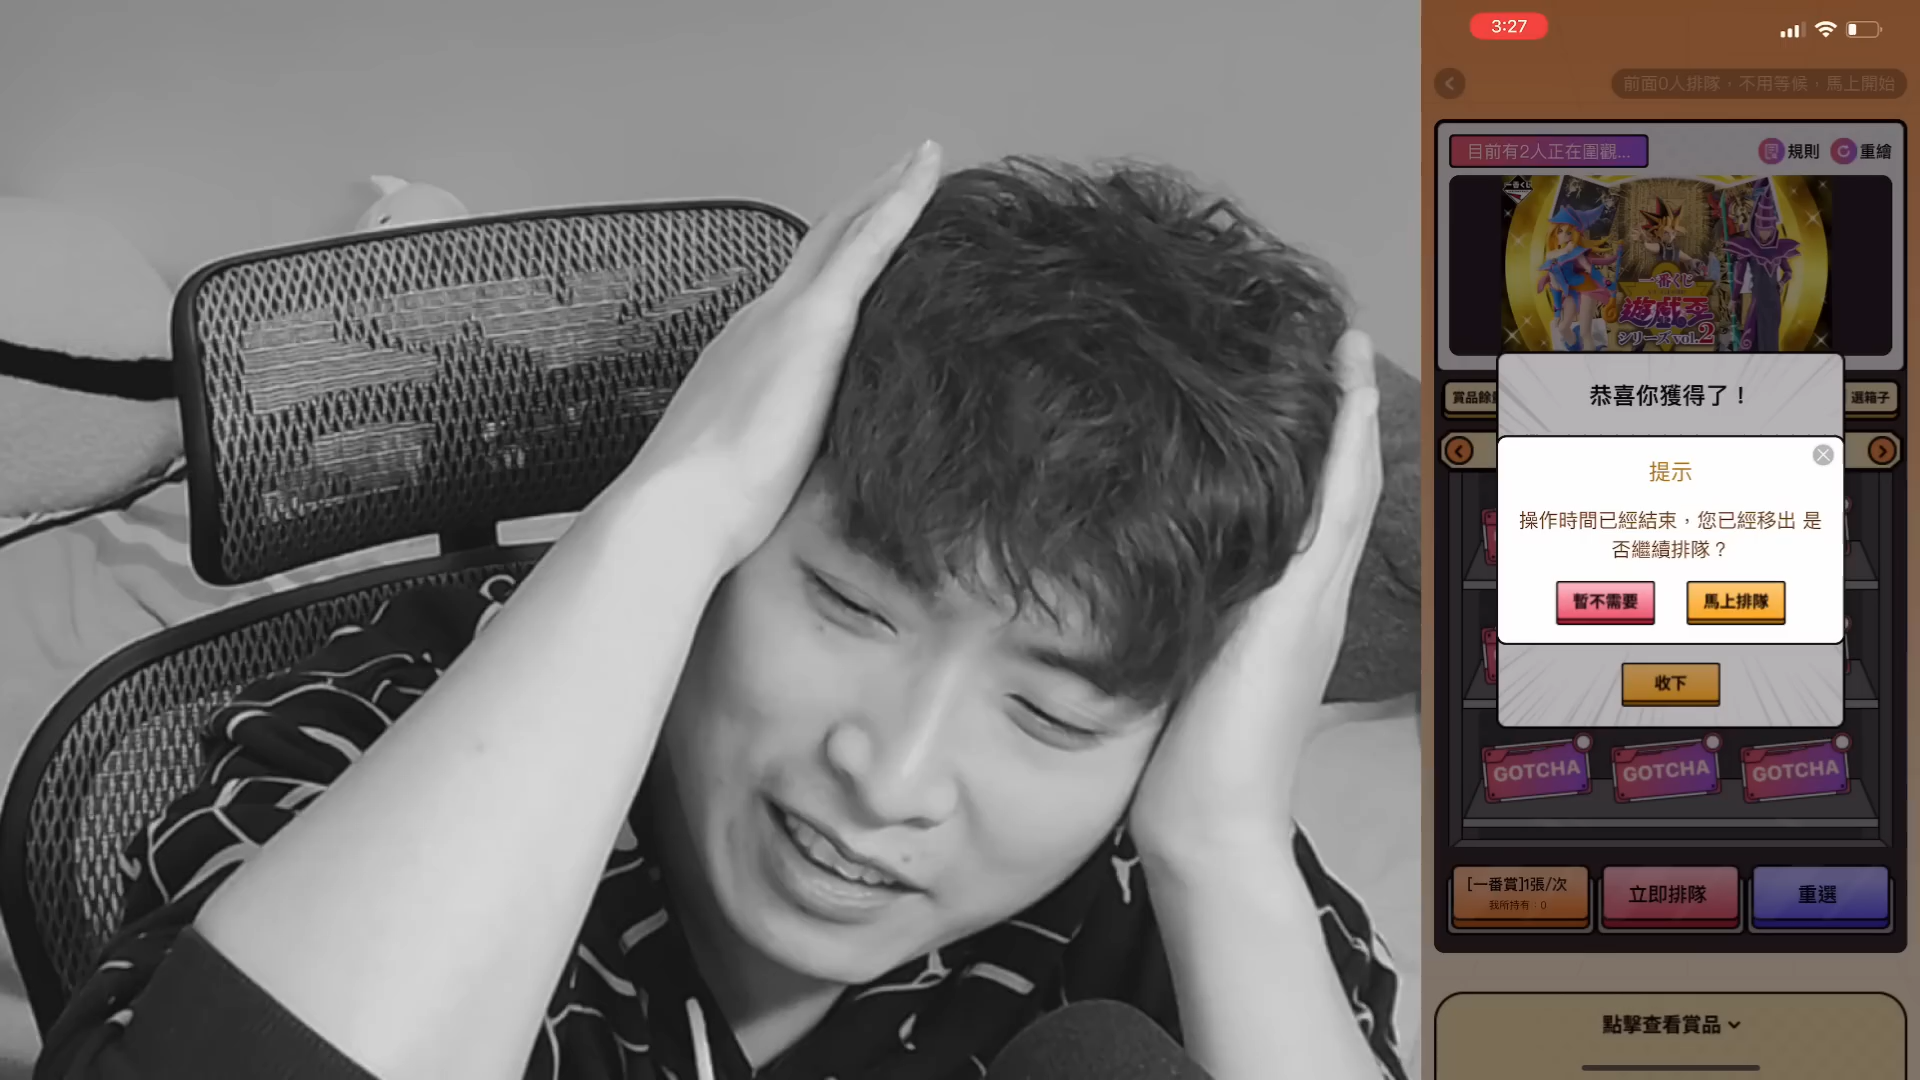 3:27
前面0人排隊，不用等候，馬上開始
目前有2人正在圍觀...
規則
重繪
一番くじ
一番くじ
遊戯王
シリーズ vol.2
賞品餘
選箱子
恭喜你獲得了！
提示
操作時間已經結束，您已經移出 是
否繼續排隊？
暫不需要
馬上排隊
收下
GOTCHA
GOTCHA
GOTCHA
[一番賞]1張/次
我所持有：0
立即排隊
重選
點擊查看賞品